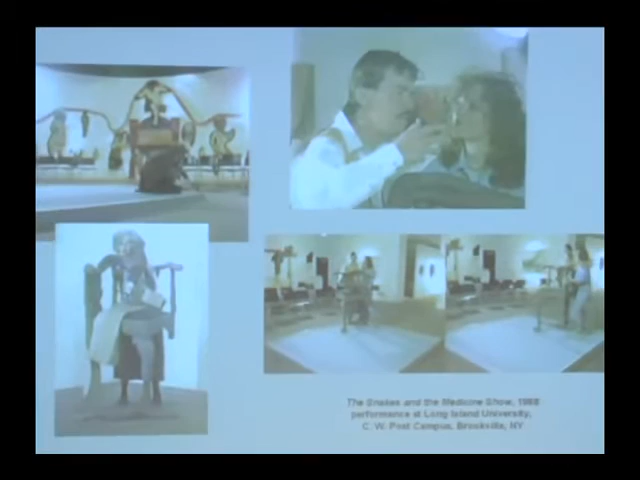 The Snakes and the Medicine Show, 1988
performance at Long Island University,
C. W. Post Campus, Brookville, NY